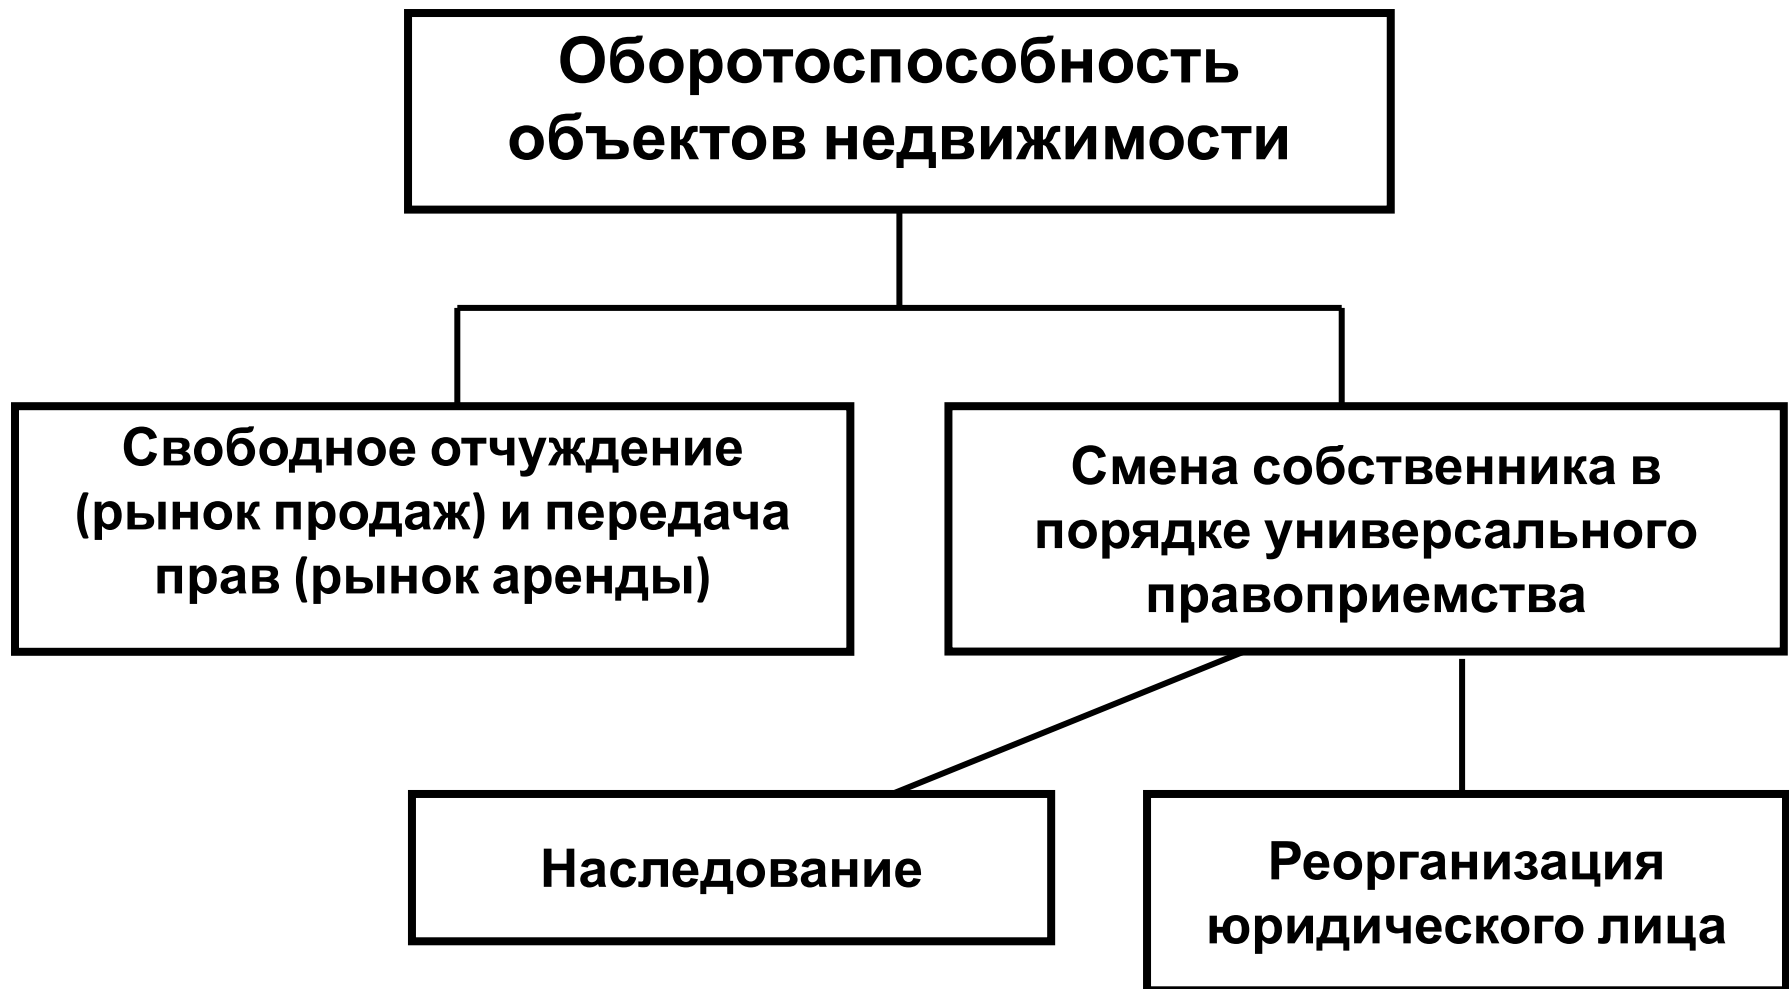 Оборотоспособность
объектов недвижимости
Свободное отчуждение
(рынок продаж) и передача
прав (рынок аренды)
Смена собственника в
порядке универсального
правоприемства
Наследование
Реорганизация
юридического лица